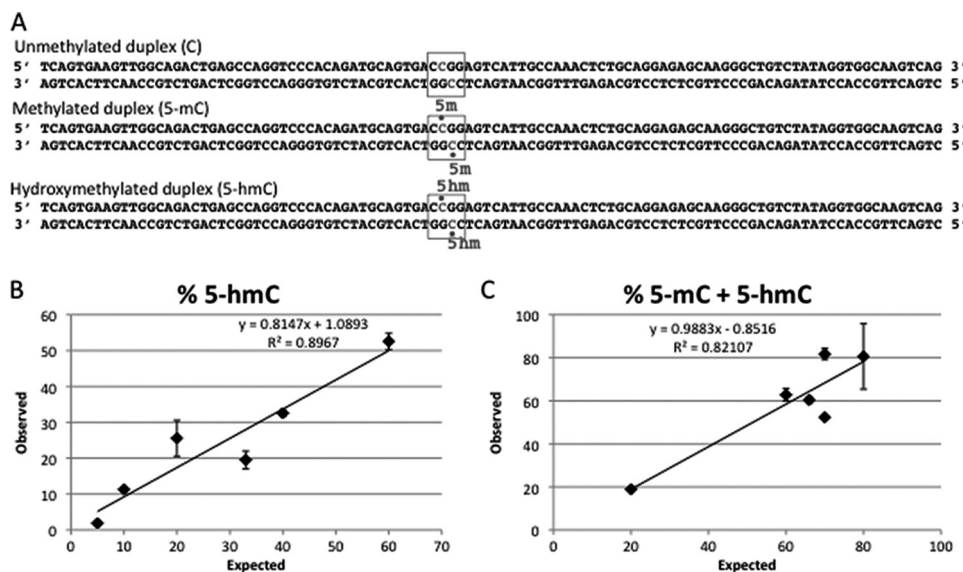 A
Unmethylated duplex (C)
5' TCAGTGAAGTTGGCAGACTGAGCCAGGTCCCACAGATGCAGTGACCGGAGTCATTGCCAAACTCTGCAGGAGAGCAAGGGCTGTCTATAGGTGGCAAGTCAG 3'
3' AGTCACTTCAACCGTCTGACTCGGTCCAGGGTGTCTACGTCACTGGCCTCAGTAACGGTTTGAGACGTCCTCTCGTTCCCGACAGATATCCACCGTTCAGTC 5'
Methylated duplex (5-mC)
5m
5' TCAGTGAAGTTGGCAGACTGAGCCAGGTCCCACAGATGCAGTGACCGGAGTCATTGCCAAACTCTGCAGGAGAGCAAGGGCTGTCTATAGGTGGCAAGTCAG 3'
3' AGTCACTTCAACCGTCTGACTCGGTCCAGGGTGTCTACGTCACTGGCCTCAGTAACGGTTTGAGACGTCCTCTCGTTCCCGACAGATATCCACCGTTCAGTC 5'
5m
Hydroxymethylated duplex (5-hmC)
5hm
5' TCAGTGAAGTTGGCAGACTGAGCCAGGTCCCACAGATGCAGTGACCGGAGTCATTGCCAAACTCTGCAGGAGAGCAAGGGCTGTCTATAGGTGGCAAGTCAG 3'
3' AGTCACTTCAACCGTCTGACTCGGTCCAGGGTGTCTACGTCACTGGCCTCAGTAACGGTTTGAGACGTCCTCTCGTTCCCGACAGATATCCACCGTTCAGTC 5'
5hm
B
% 5-hmC
y = 0.8147x + 1.0893
R² = 0.8967
Observed
60
50
40
30
20
10
0
0 10 20 30 40 50 60 70
Expected
C
% 5-mC + 5-hmC
y = 0.9883x - 0.8516
R² = 0.82107
Observed
100
80
60
40
20
0
0 20 40 60 80 100
Expected